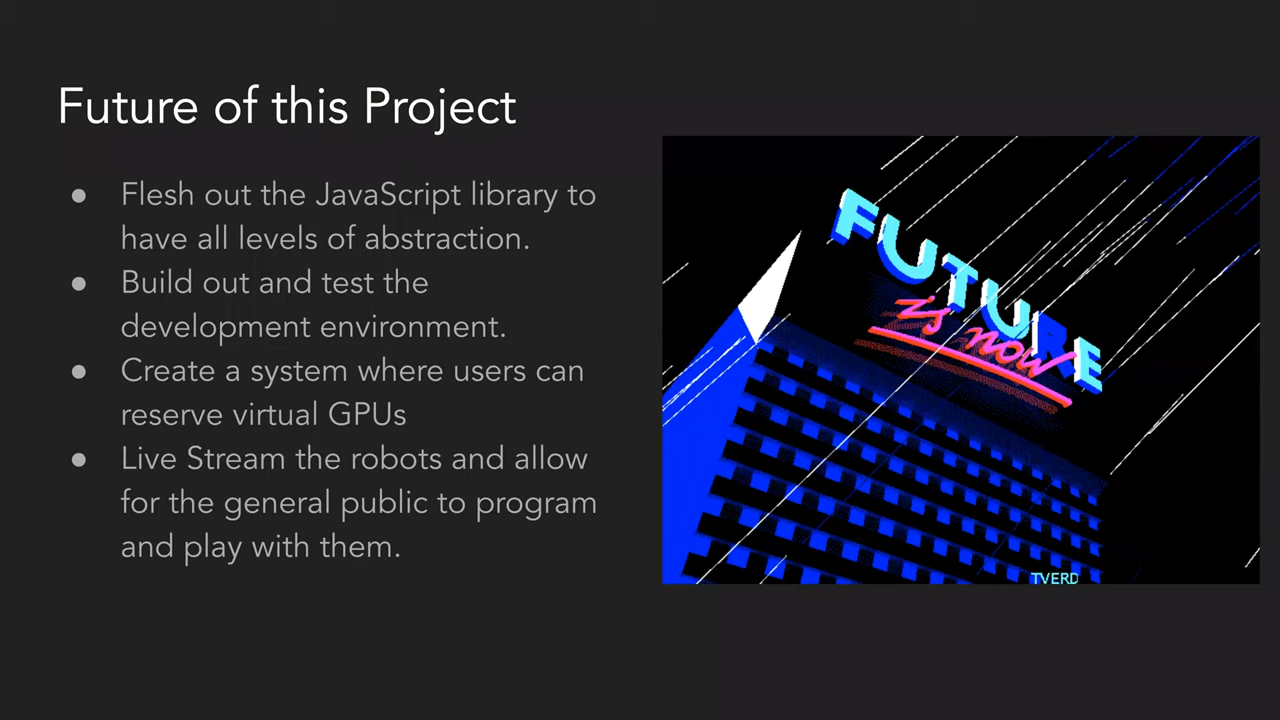 Future of this Project
● Flesh out the JavaScript library to
have all levels of abstraction.
● Build out and test the
development environment.
● Create a system where users can
reserve virtual GPUs
● Live Stream the robots and allow
for the general public to program
and play with them.
FUTURE
is now
TVERD